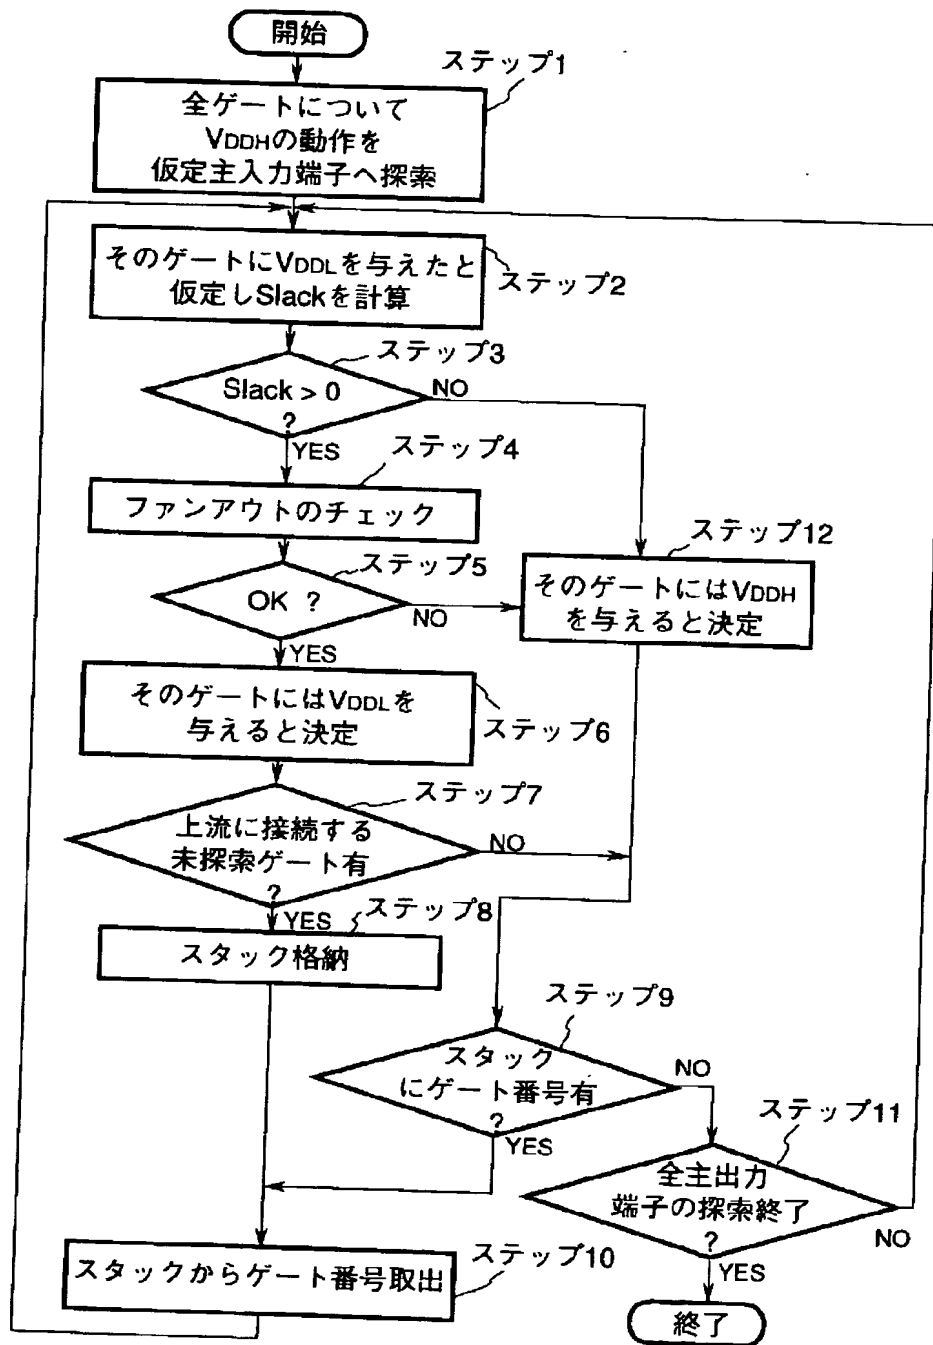 開始
ステップ1
全ゲートについて
VDDHの動作を
仮定主入力端子へ探索
そのゲートにVDDLを与えたと
仮定しSlackを計算
ステップ2
ステップ3
Slack > 0
?
NO
YES
ステップ4
ファンアウトのチェック
ステップ5
OK ?
NO
YES
ステップ12
そのゲートにはVDDH
を与えると決定
そのゲートにはVDDLを
与えると決定
ステップ6
ステップ7
上流に接続する
未探索ゲート有
?
NO
YES
ステップ8
スタック格納
ステップ9
スタック
にゲート番号有
?
NO
YES
ステップ11
全主出力
端子の探索終了
?
NO
YES
ステップ10
スタックからゲート番号取出
終了